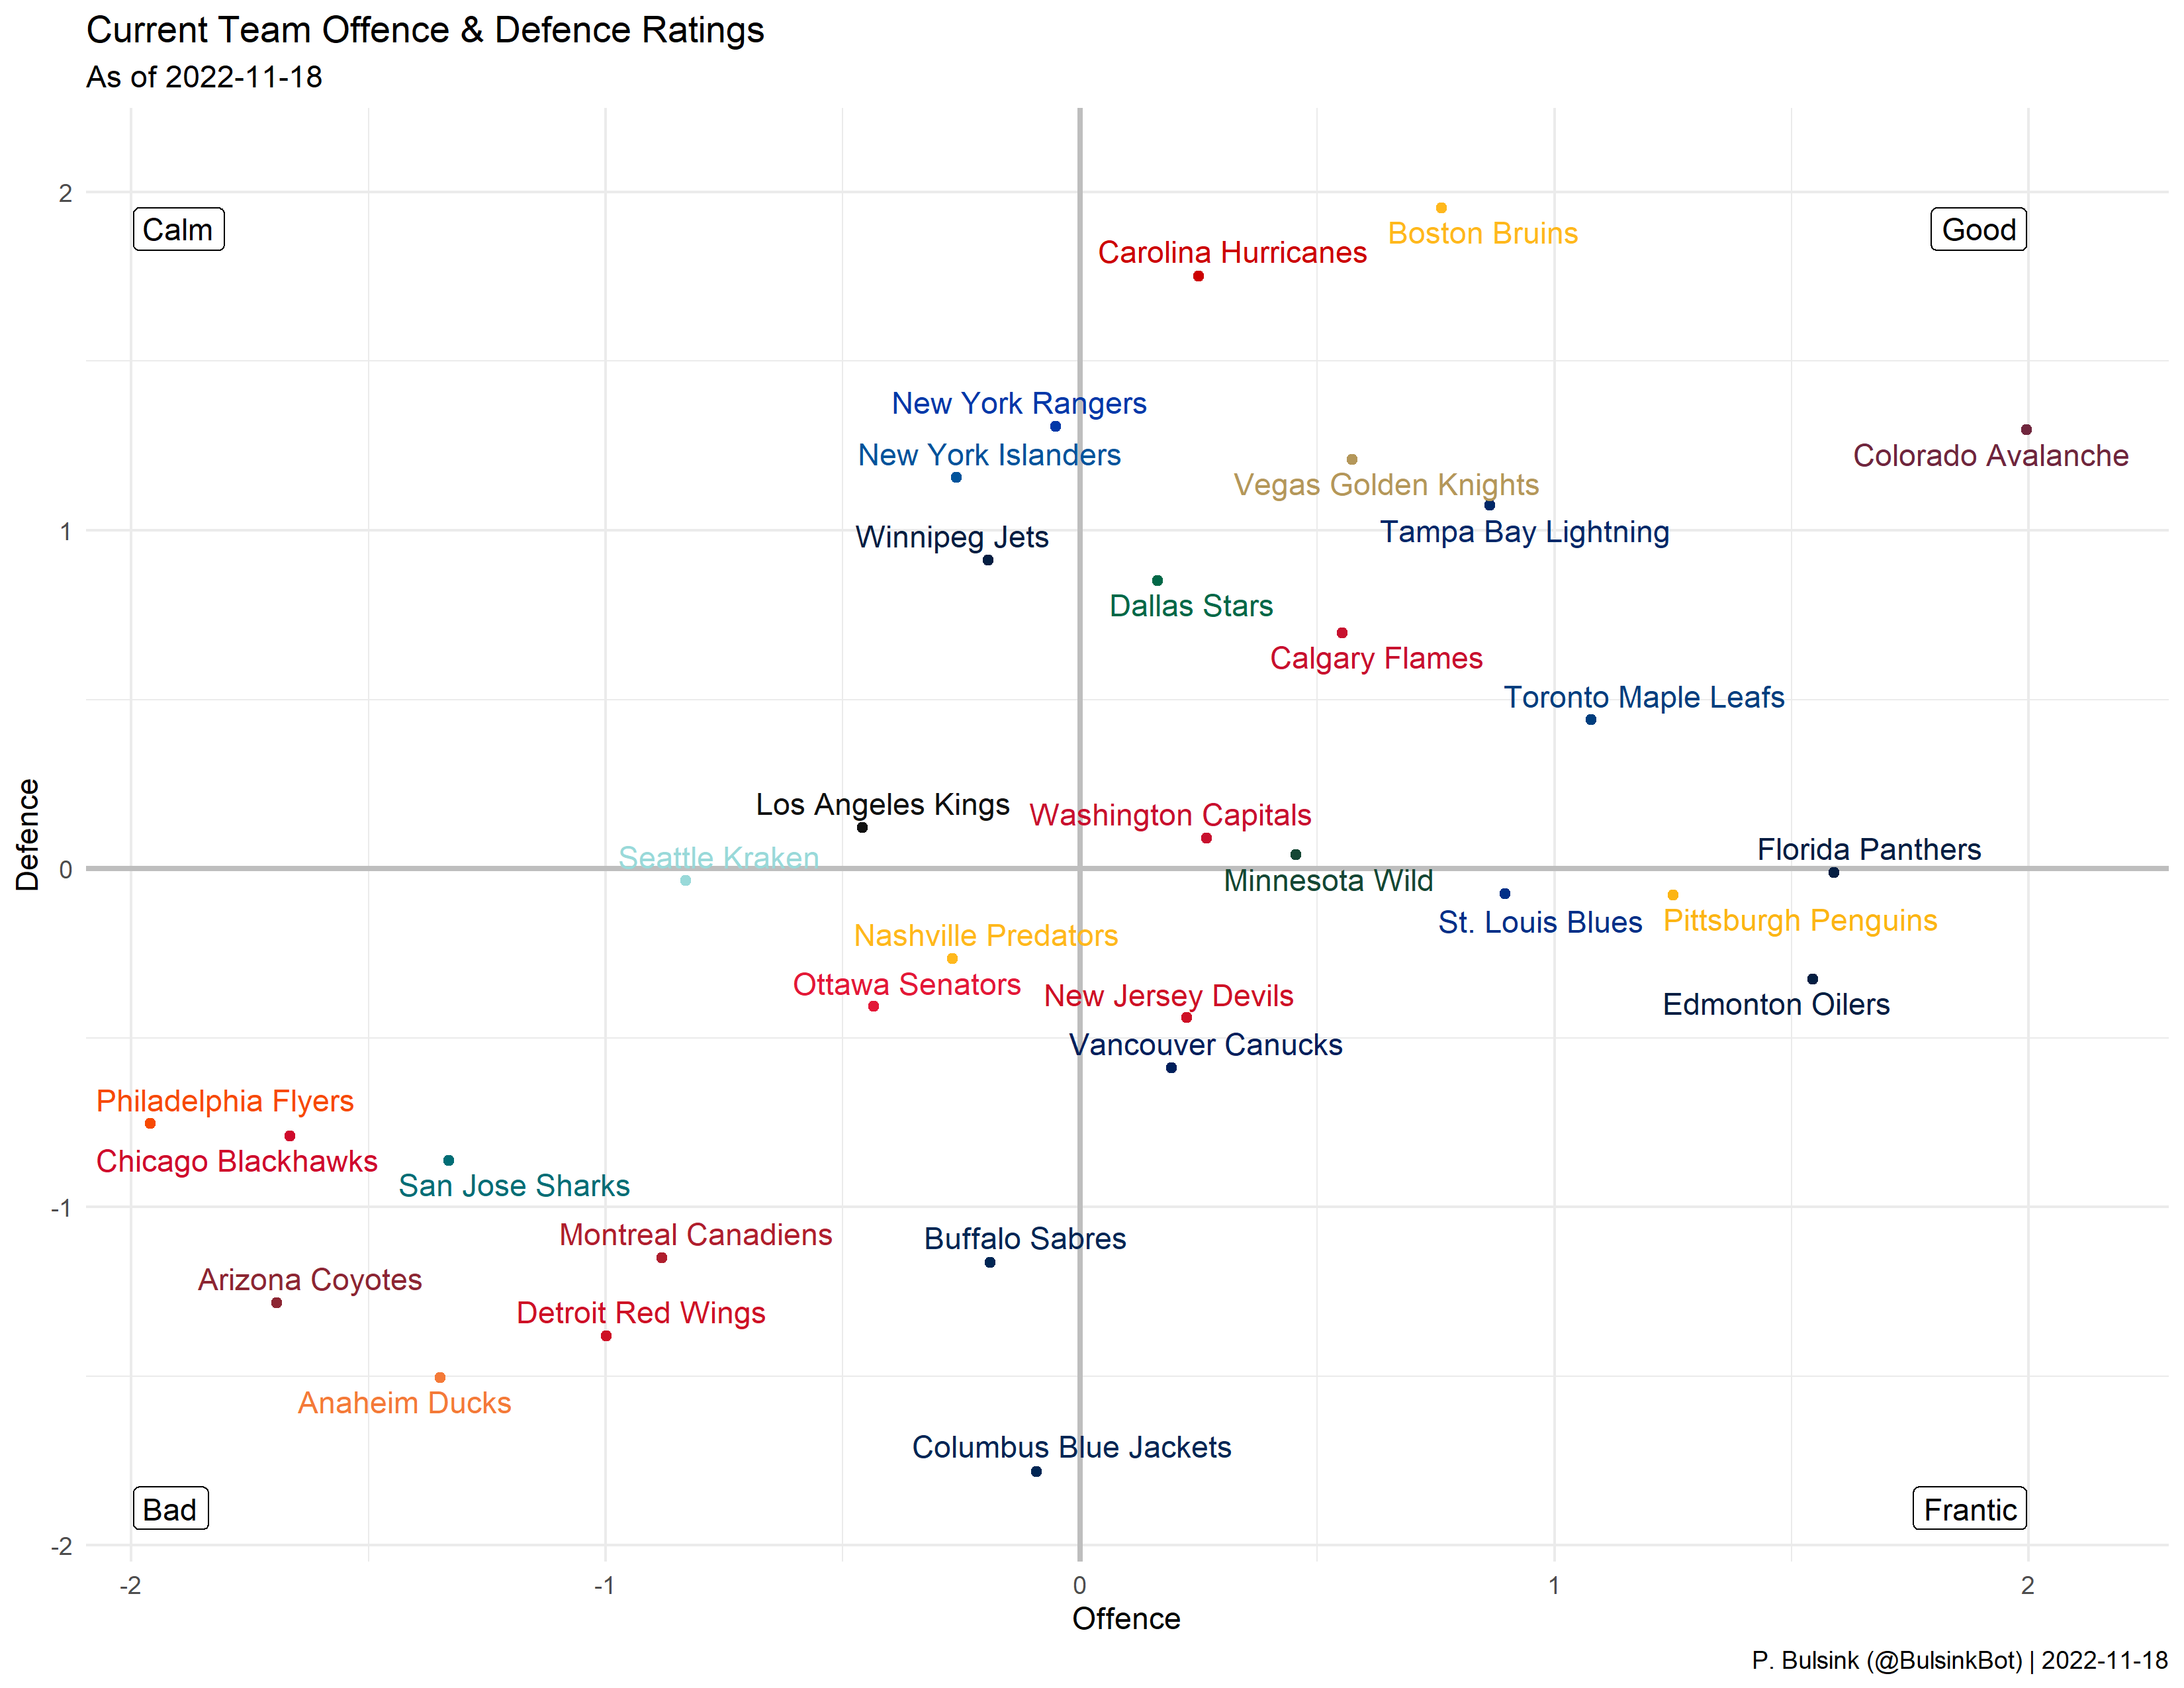 Current Team Offence & Defence Ratings
As of 2022-11-18
2
Calm
Good
Boston Bruins
Carolina Hurricanes
New York Rangers
New York Islanders
Colorado Avalanche
Vegas Golden Knights
1
Winnipeg Jets
Tampa Bay Lightning
Dallas Stars
Calgary Flames
Toronto Maple Leafs
Los Angeles Kings
Washington Capitals
Defence
Seattle Kraken
Florida Panthers
0
Minnesota Wild
St. Louis Blues
Pittsburgh Penguins
Nashville Predators
Ottawa Senators
New Jersey Devils
Edmonton Oilers
Vancouver Canucks
Philadelphia Flyers
Chicago Blackhawks
San Jose Sharks
-1
Montreal Canadiens
Buffalo Sabres
Arizona Coyotes
Detroit Red Wings
Anaheim Ducks
Columbus Blue Jackets
Bad
Frantic
-2
-2 -1 0 1 2
Offence
P. Bulsink (@BulsinkBot) | 2022-11-18